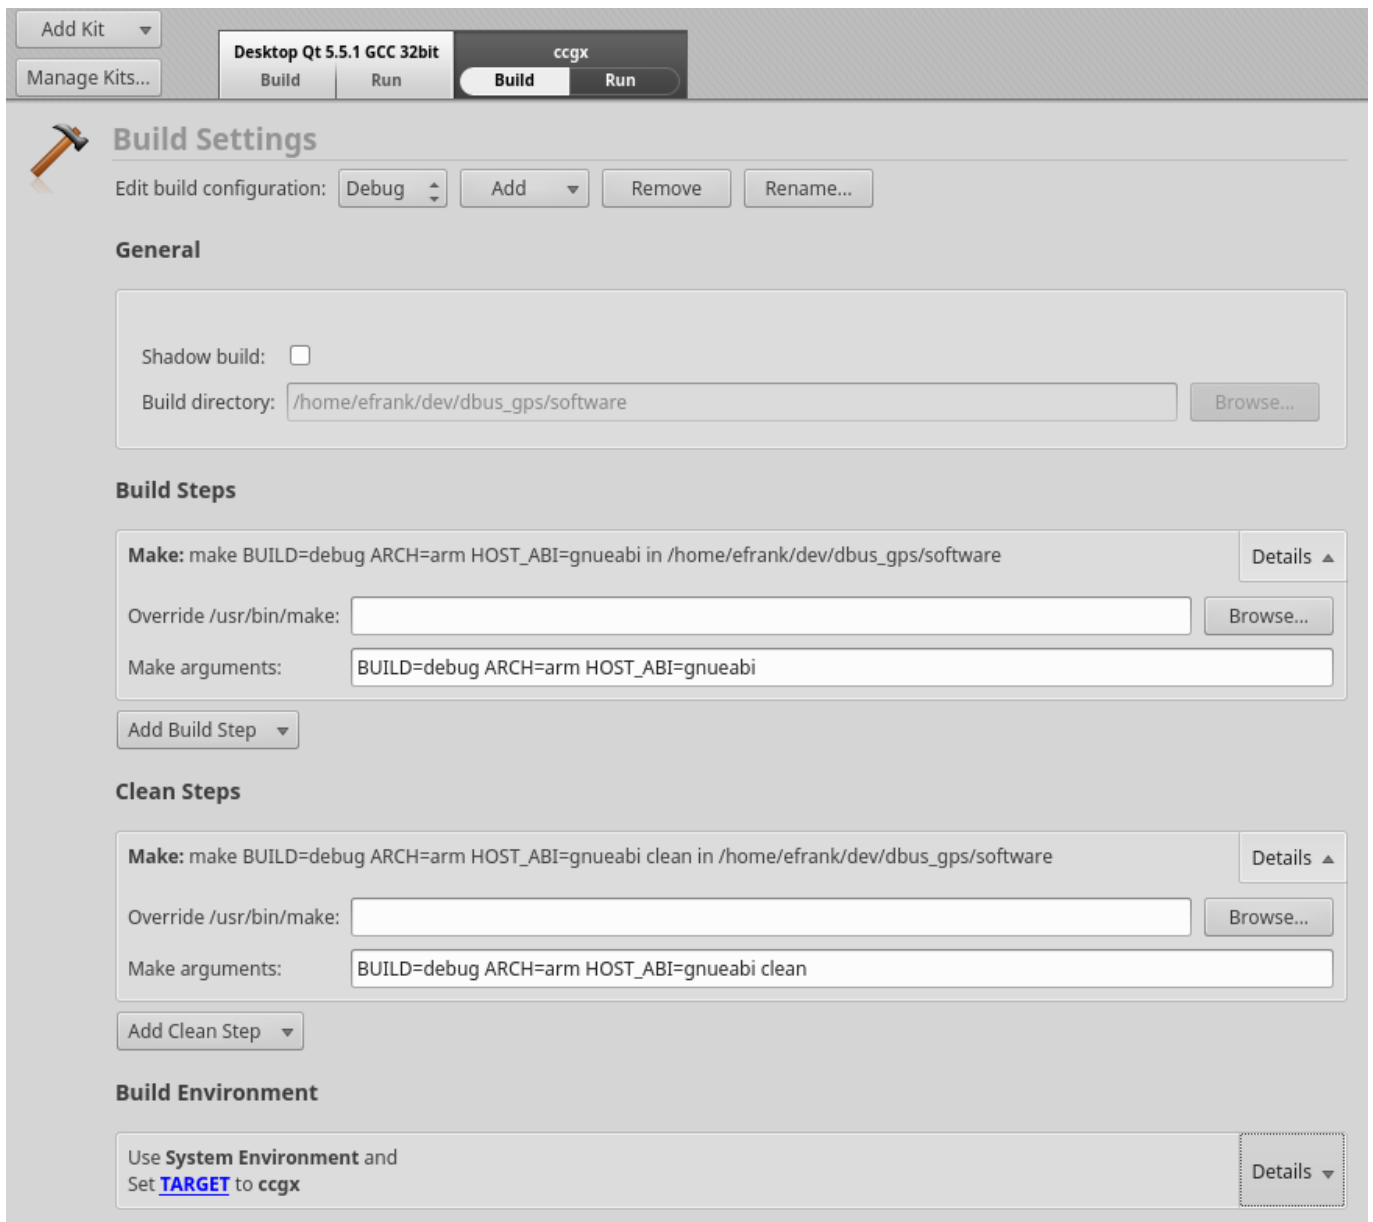 Add Kit
Manage Kits...
Desktop Qt 5.5.1 GCC 32bit
Build Run
ccgx
Build Run
Build Settings
Edit build configuration: Debug Add Remove Rename...
General
Shadow build:
Build directory: /home/efrank/dev/dbus_gps/software Browse...
Build Steps
Make: make BUILD=debug ARCH=arm HOST_ABI=gnueabi in /home/efrank/dev/dbus_gps/software Details
Override /usr/bin/make: Browse...
Make arguments: BUILD=debug ARCH=arm HOST_ABI=gnueabi
Add Build Step
Clean Steps
Make: make BUILD=debug ARCH=arm HOST_ABI=gnueabi clean in /home/efrank/dev/dbus_gps/software Details
Override /usr/bin/make: Browse...
Make arguments: BUILD=debug ARCH=arm HOST_ABI=gnueabi clean
Add Clean Step
Build Environment
Use System Environment and
Set TARGET to ccgx
Details